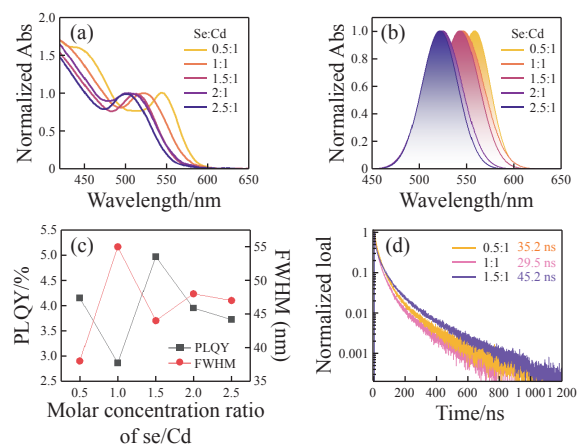 (a)
Normalized Abs
2.0
1.5
1.0
0.5
0.0
Se:Cd
0.5:1
1:1
1.5:1
2:1
2.5:1
450 500 550 600 650
Wavelength/nm
(b)
Normalized Abs
1.0
0.8
0.6
0.4
0.2
0
Se:Cd
0.5:1
1:1
1.5:1
2:1
2.5:1
450 500 550 600 650
Wavelength/nm
(c)
PLQY/%
5.5
5.0
4.5
4.0
3.5
3.0
2.5
FWHM (nm)
55
50
45
40
35
PLQY
FWHM
0.5 1.0 1.5 2.0 2.5
Molar concentration ratio
of se/Cd
(d)
Normalized loal
1
0.1
0.01
0.001
0.5:1 35.2 ns
1:1 29.5 ns
1.5:1 45.2 ns
0 200 400 600 800 1 000 1 200
Time/ns